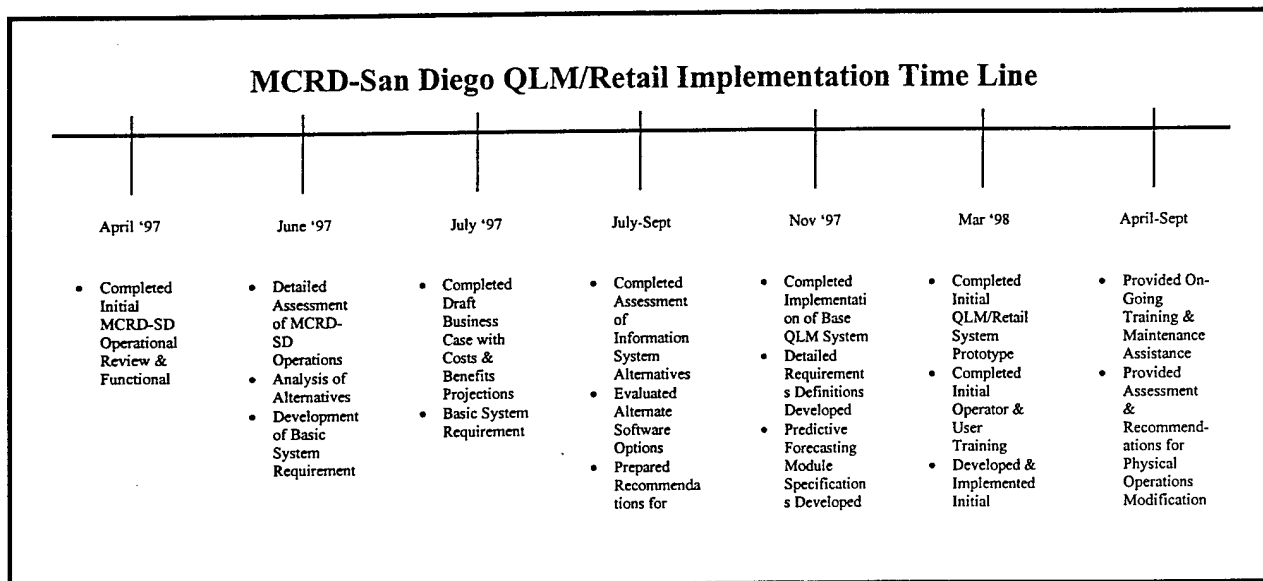 MCRD-San Diego QLM/Retail Implementation Time Line
April '97
• Completed
Initial
MCRD-SD
Operational
Review &
Functional
June '97
• Detailed
Assessment
of MCRD-
SD
Operations
• Analysis of
Alternatives
• Development
of Basic
System
Requirement
July '97
• Completed
Draft
Business
Case with
Costs &
Benefits
Projections
• Basic System
Requirement
July-Sept
• Completed
Assessment
of
Information
System
Alternatives
• Evaluated
Alternate
Software
Options
• Prepared
Recommenda
tions for
Nov '97
• Completed
Implementati
on of Base
QLM System
• Detailed
Requirement
s Definitions
Developed
• Predictive
Forecasting
Module
Specification
s Developed
Mar '98
• Completed
Initial
QLM/Retail
System
Prototype
• Completed
Initial
Operator &
User
Training
• Developed &
Implemented
Initial
April-Sept
• Provided On-
Going
Training &
Maintenance
Assistance
• Provided
Assessment
&
Recommend-
ations for
Physical
Operations
Modification